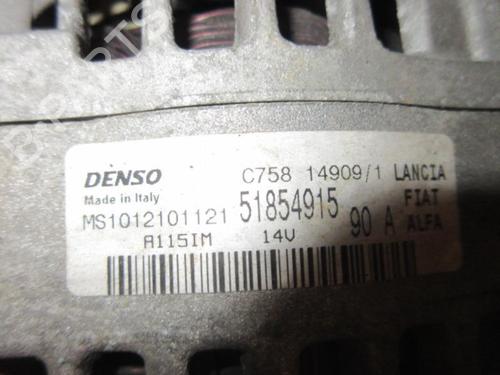 DENSO C758 14909/1 LANCIA
Made in Italy 51854915 FIAT
MS1012101121 90 A ALFA
A115IM 14V